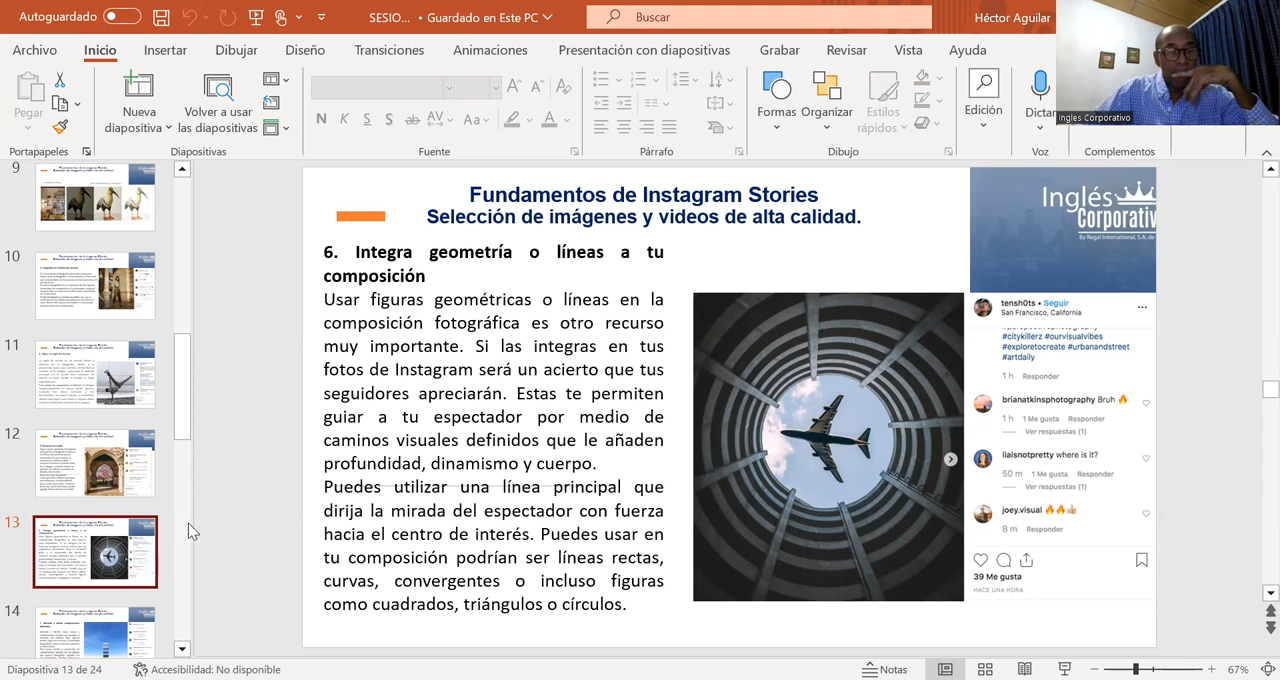 Autoguardado
SESIO... • Guardado en Este PC
Buscar
Héctor Aguilar
Archivo
Inicio
Insertar
Dibujar
Diseño
Transiciones
Animaciones
Presentación con diapositivas
Grabar
Revisar
Vista
Ayuda
Pegar
Nueva
diapositiva
Volver a usar
las diapositivas
N K S S ab AV Aa A
Formas
Organizar
Estilos
rápidos
Edición
Dictar
Ingles Corporativo
Portapapeles
Diapositivas
Fuente
Párrafo
Dibujo
Voz
Complementos
9
10
11
12
13
14
Fundamentos de Instagram Stories
Selección de imágenes y videos de alta calidad.
6. Integra geometría o líneas a tu
composición
Usar figuras geométricas o líneas en la
composición fotográfica es otro recurso
muy importante. Si las integras en tus
fotos de Instagram serán un acierto que tus
seguidores apreciarán. Estas te permiten
guiar a tu espectador por medio de
caminos visuales definidos que le añaden
profundidad, dinamismo y cuerpo.
Puedes utilizar una línea principal que
dirija la mirada del espectador con fuerza
hacia el centro de interés. Puedes usar en
tu composición pueden ser líneas rectas,
curvas, convergentes o incluso figuras
como cuadrados, triángulos o círculos.
Inglés
Corporativ
By Regal International, S.A. de
tensh0ts • Seguir
San Francisco, California
#citykillerz #ourvisualvibes
#exploretocreate #urbanandstreet
#artdaily
1 h Responder
brianatkinsphotography Bruh 🔥
1 h 1 Me gusta Responder
Ver respuestas (1)
liaisnotpretty where is it?
50 m 1 Me gusta Responder
Ver respuestas (1)
joey.visual 🔥🔥👍
8 m Responder
39 Me gusta
HACE UNA HORA
Diapositiva 13 de 24
Accesibilidad: No disponible
Notas
67%